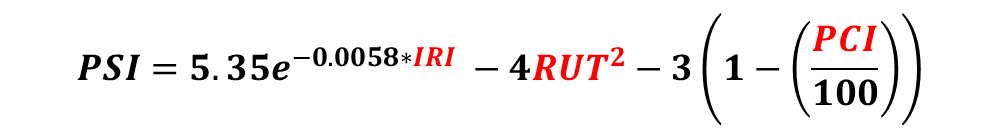 PSI = 5.35e^{-0.0058*IRI} - 4RUT^2 - 3(1 - (PCI/100))